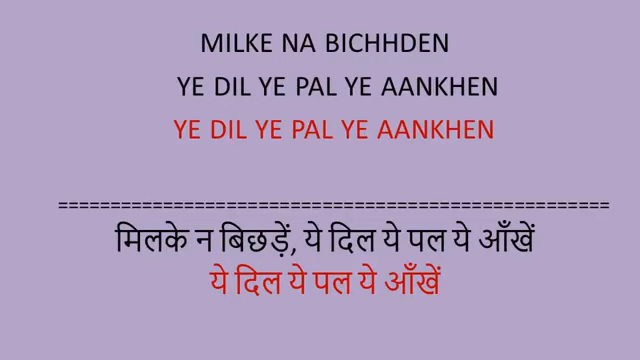 MILKE NA BICHHDEN
YE DIL YE PAL YE AANKHEN
YE DIL YE PAL YE AANKHEN
=====================================================
मिलके न बिछड़ें, ये दिल ये पल ये आँखें
ये दिल ये पल ये आँखें